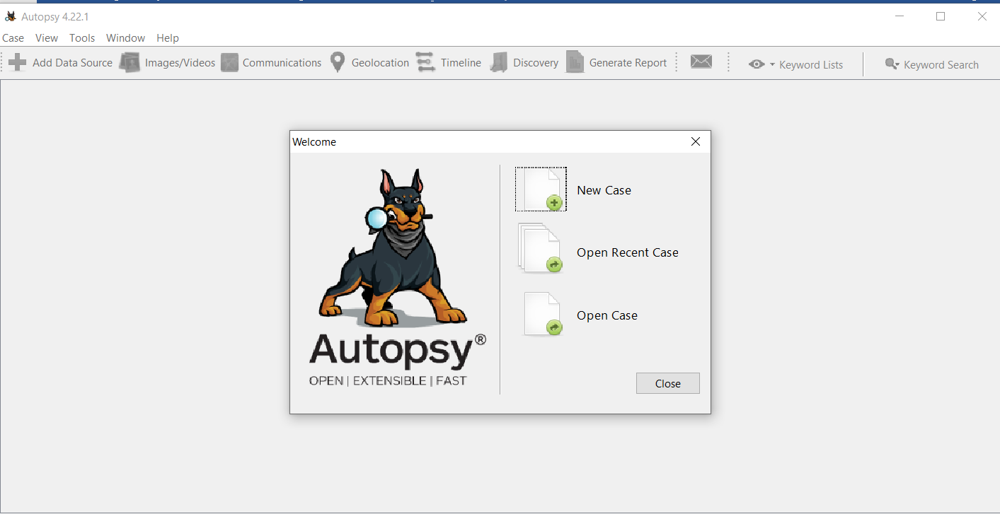 Autopsy 4.22.1
Case View Tools Window Help
Add Data Source Images/Videos Communications Geolocation Timeline Discovery Generate Report Keyword Lists Keyword Search
Welcome
New Case
Open Recent Case
Open Case
Autopsy®
OPEN | EXTENSIBLE | FAST
Close